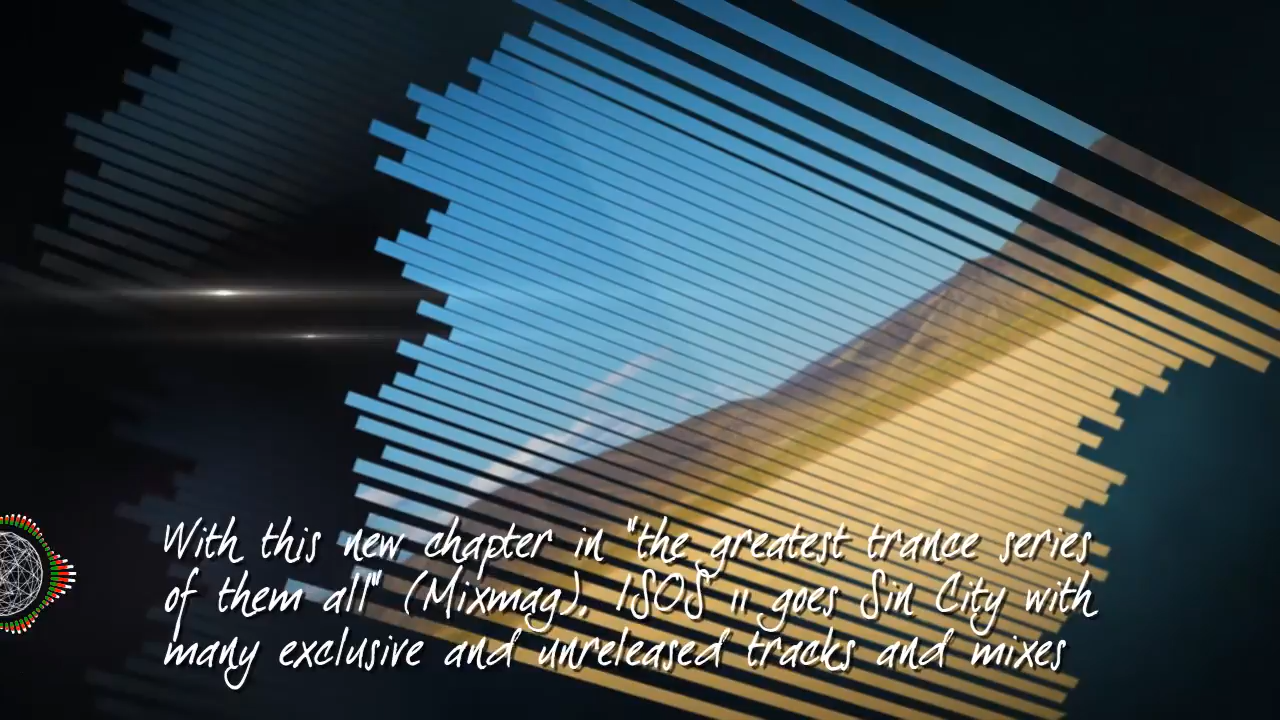 With this new chapter in "the greatest trance series
of them all" (Mixmag), ISOS 11 goes Sin City with
many exclusive and unreleased tracks and mixes